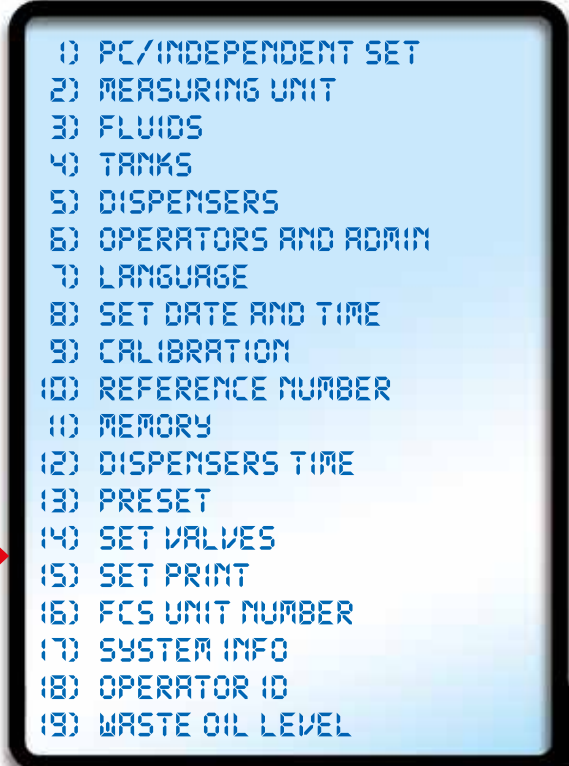 1) PC/INDEPENDENT SET
2) MEASURING UNIT
3) FLUIDS
4) TANKS
5) DISPENSERS
6) OPERATORS AND ADMIN
7) LANGUAGE
8) SET DATE AND TIME
9) CALIBRATION
10) REFERENCE NUMBER
11) MEMORY
12) DISPENSERS TIME
13) PRESET
14) SET VALVES
15) SET PRINT
16) FCS UNIT NUMBER
17) SYSTEM INFO
18) OPERATOR ID
19) WASTE OIL LEVEL